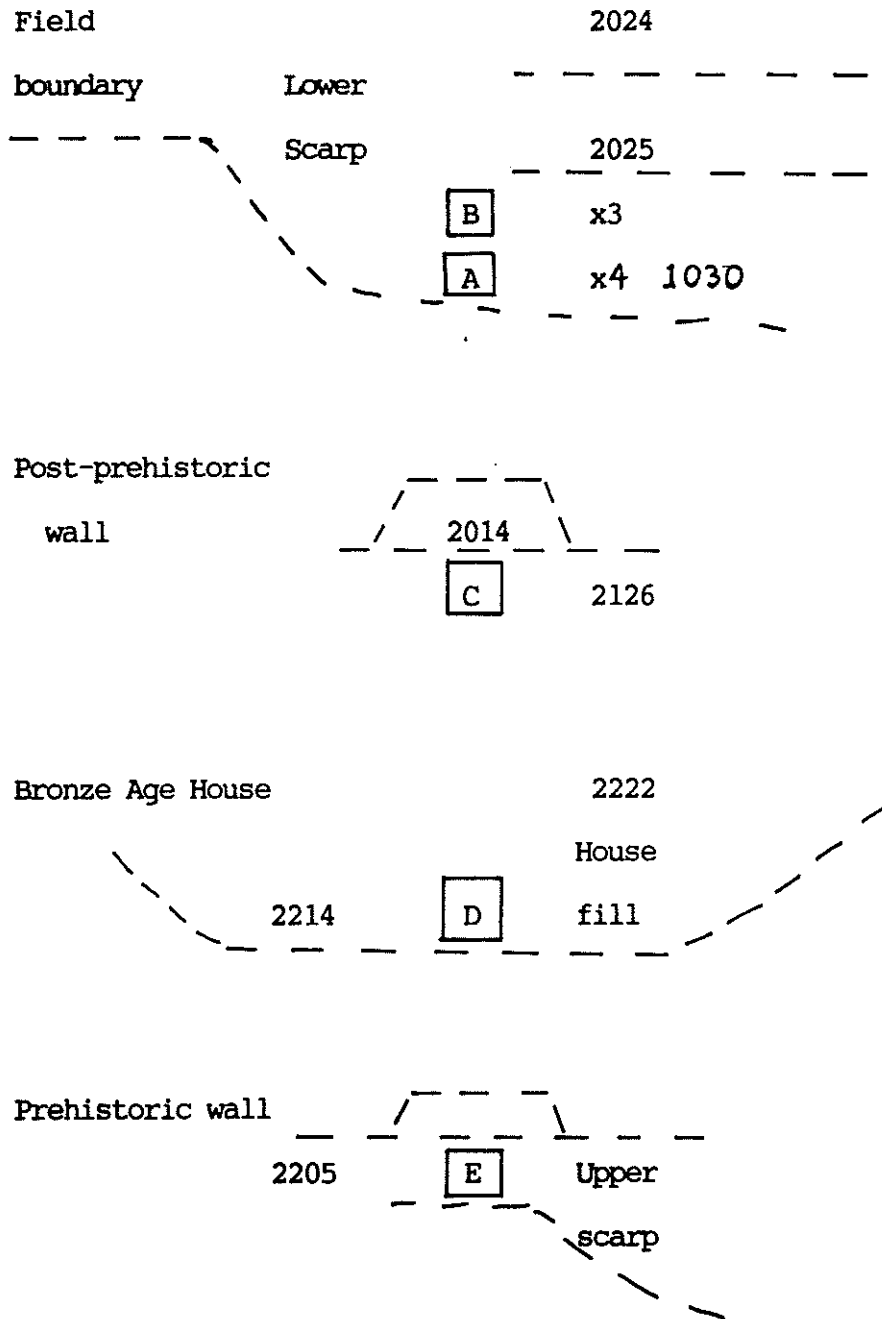 Field 2024
boundary Lower
Scarp 2025
B x3
A x4 1030
Post-prehistoric
wall 2014
C 2126
Bronze Age House 2222
House
2214 D fill
Prehistoric wall
2205 E Upper
scarp